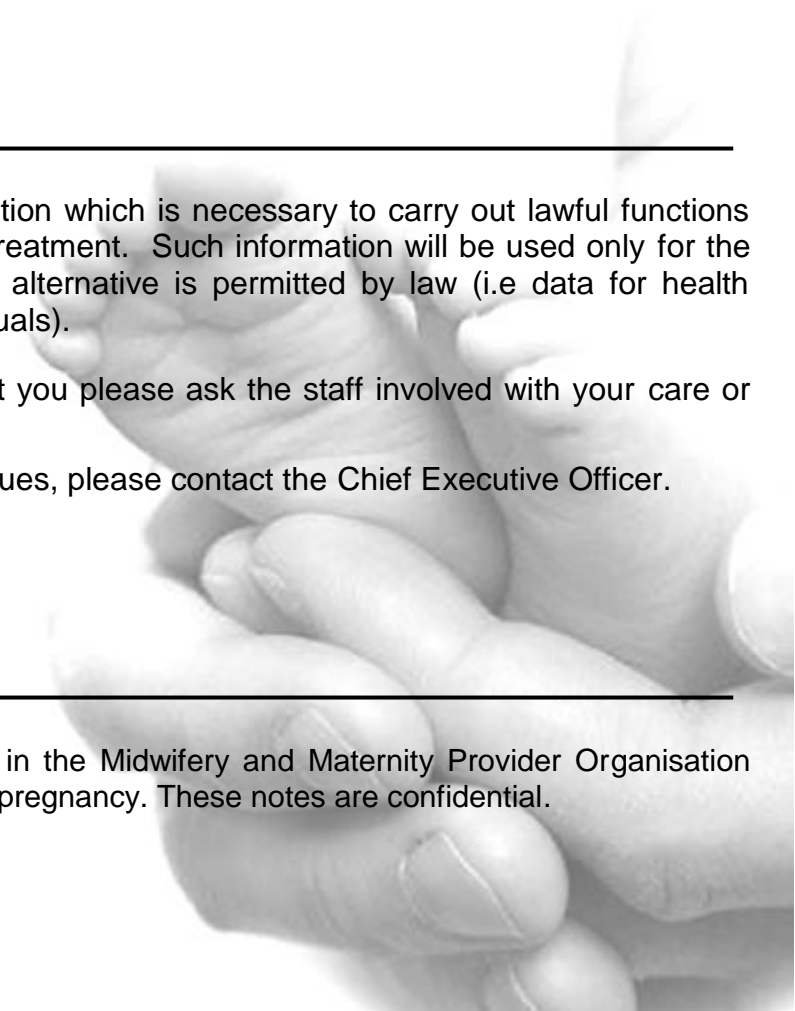 tion which is necessary to carry out lawful functions
reatment. Such information will be used only for the
alternative is permitted by law (i.e data for health
uals).
t you please ask the staff involved with your care or
ues, please contact the Chief Executive Officer.
in the Midwifery and Maternity Provider Organisation
pregnancy. These notes are confidential.